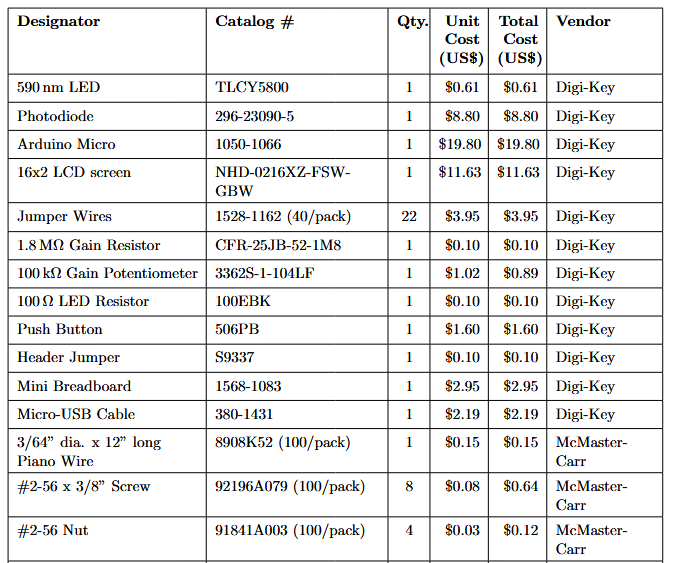 Designator Catalog # Qty. Unit Cost (US$) Total Cost (US$) Vendor
590 nm LED TLCY5800 1 $0.61 $0.61 Digi-Key
Photodiode 296-23090-5 1 $8.80 $8.80 Digi-Key
Arduino Micro 1050-1066 1 $19.80 $19.80 Digi-Key
16x2 LCD screen NHD-0216XZ-FSW-GBW 1 $11.63 $11.63 Digi-Key
Jumper Wires 1528-1162 (40/pack) 22 $3.95 $3.95 Digi-Key
1.8 MΩ Gain Resistor CFR-25JB-52-1M8 1 $0.10 $0.10 Digi-Key
100 kΩ Gain Potentiometer 3362S-1-104LF 1 $1.02 $0.89 Digi-Key
100 Ω LED Resistor 100EBK 1 $0.10 $0.10 Digi-Key
Push Button 506PB 1 $1.60 $1.60 Digi-Key
Header Jumper S9337 1 $0.10 $0.10 Digi-Key
Mini Breadboard 1568-1083 1 $2.95 $2.95 Digi-Key
Micro-USB Cable 380-1431 1 $2.19 $2.19 Digi-Key
3/64” dia. x 12” long Piano Wire 8908K52 (100/pack) 1 $0.15 $0.15 McMaster-Carr
#2-56 x 3/8” Screw 92196A079 (100/pack) 8 $0.08 $0.64 McMaster-Carr
#2-56 Nut 91841A003 (100/pack) 4 $0.03 $0.12 McMaster-Carr